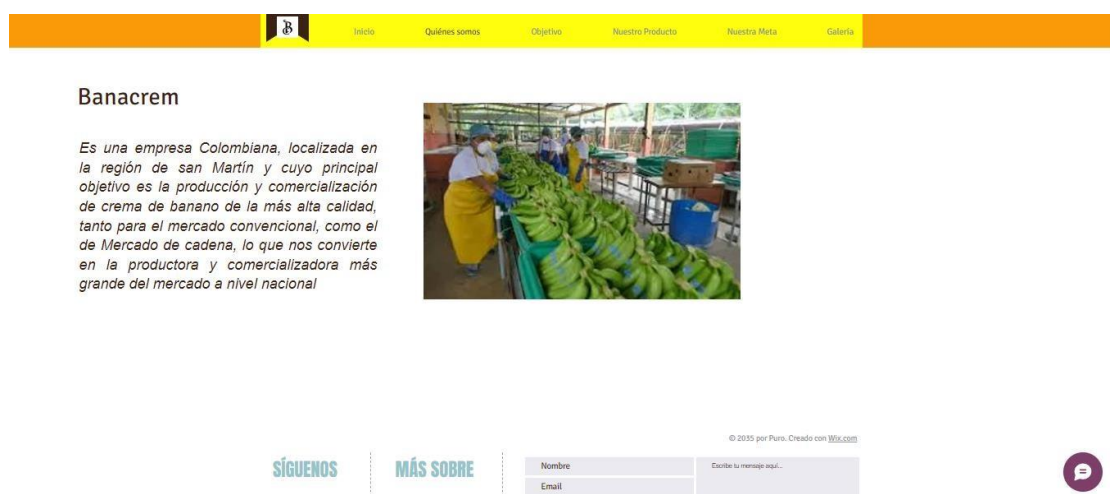 B
Inicio
Quiénes somos
Objetivo
Nuestro Producto
Nuestra Meta
Galería
Banacrem
Es una empresa Colombiana, localizada en
la región de san Martín y cuyo principal
objetivo es la producción y comercialización
de crema de banano de la más alta calidad,
tanto para el mercado convencional, como el
de Mercado de cadena, lo que nos convierte
en la productora y comercializadora más
grande del mercado a nivel nacional
© 2035 por Puro. Creado con Wix.com
SÍGUENOS
MÁS SOBRE
Nombre
Escribe tu mensaje aquí...
Email